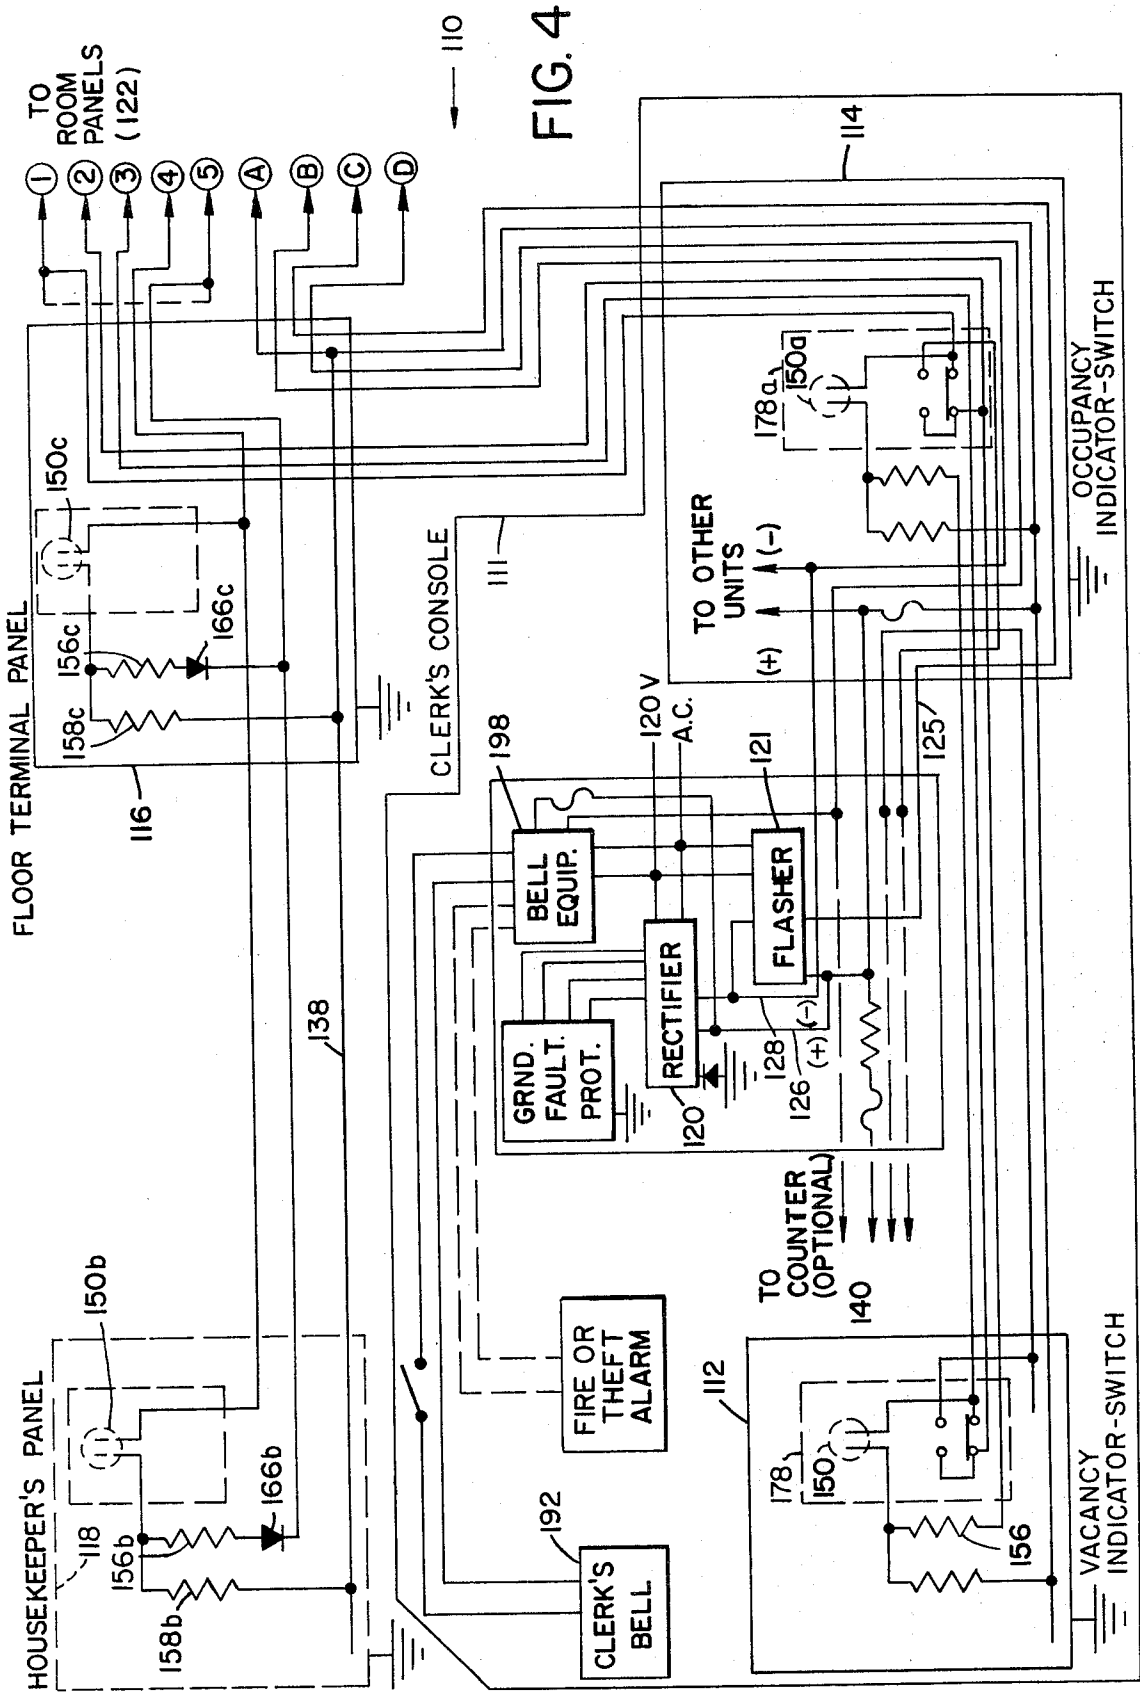 FIG. 4
110
TO
ROOM
PANELS
(122)
1
2
3
4
5
A
B
C
D
FLOOR TERMINAL PANEL
116
150c
156c
166c
158c
138
HOUSEKEEPER'S PANEL
118
150b
156b
166b
158b
CLERK'S CONSOLE
111
114
178a
150a
TO OTHER
UNITS
(+)
(-)
OCCUPANCY
INDICATOR-SWITCH
198
BELL
EQUIP.
120V
A.C.
121
FLASHER
125
GRND.
FAULT.
PROT.
RECTIFIER
120
128
(-)
126
(+)
TO
COUNTER
(OPTIONAL)
140
FIRE OR
THEFT
ALARM
192
CLERK'S
BELL
112
178
150
156
VACANCY
INDICATOR-SWITCH